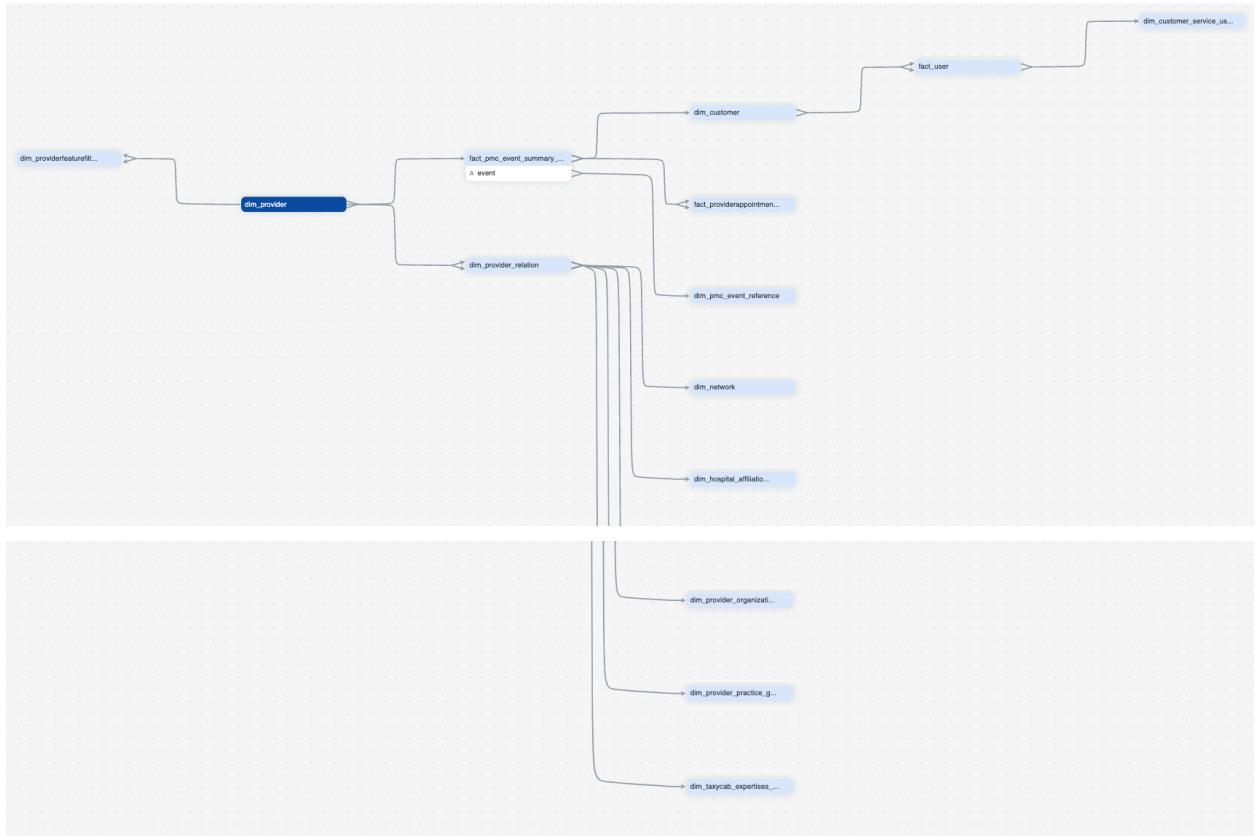 dim_customer_service_us...
fact_user
dim_customer
dim_providerfeaturefilt...
fact_pmc_event_summary_...
A event
dim_provider
fact_providerappointmen...
dim_provider_relation
dim_pmc_event_reference
dim_network
dim_hospital_affiliatio...
dim_provider_organizati...
dim_provider_practice_g...
dim_taxycab_expertises_...